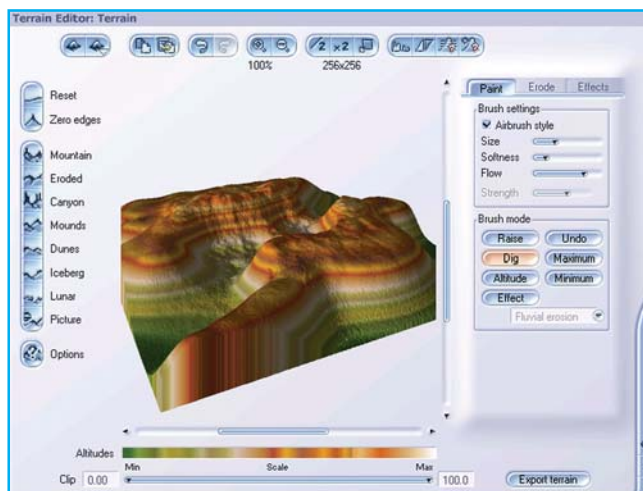 Terrain Editor: Terrain
/2 x2
100% 256x256
Reset
Zero edges
Mountain
Eroded
Canyon
Mounds
Dunes
Iceberg
Lunar
Picture
Options
Paint Erode Effects
Brush settings
Airbrush style
Size
Softness
Flow
Strength
Brush mode
Raise Undo
Dig Maximum
Altitude Minimum
Effect
Fluvial erosion
Altitudes
Min Scale Max
Clip 0.00 100.0
Export terrain